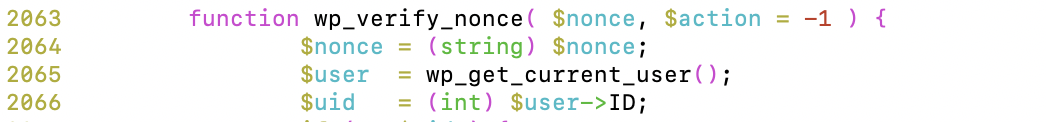 2063 function wp_verify_nonce( $nonce, $action = -1 ) {
2064 $nonce = (string) $nonce;
2065 $user  = wp_get_current_user();
2066 $uid   = (int) $user->ID;